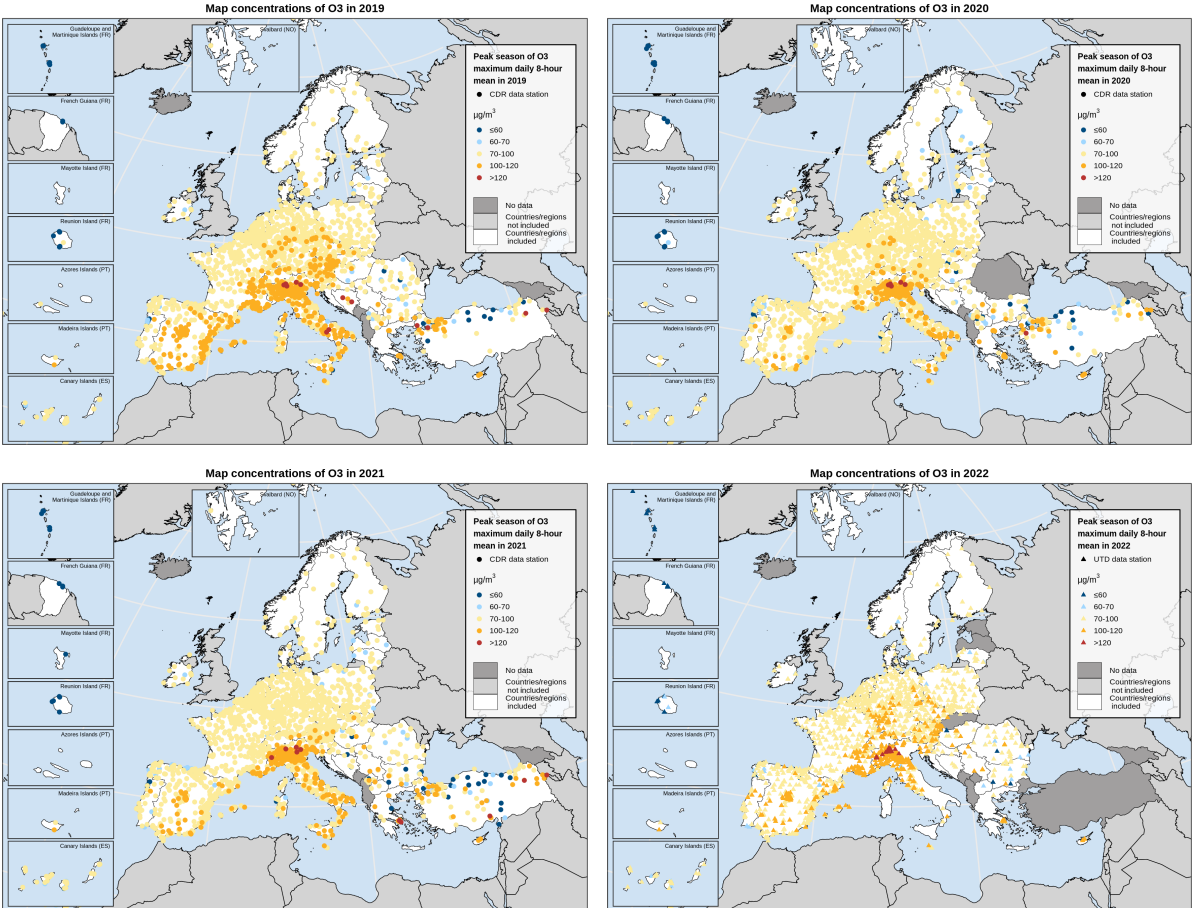 Map concentrations of O3 in 2019
Guadeloupe and
Martinique Islands (FR)
French Guiana (FR)
Mayotte Island (FR)
Reunion Island (FR)
Azores Islands (PT)
Madeira Islands (PT)
Canary Islands (ES)
Svalbard (NO)
Peak season of O3
maximum daily 8-hour
mean in 2019
CDR data station
µg/m³
≤60
60-70
70-100
100-120
>120
No data
Countries/regions
not included
Countries/regions
included
Map concentrations of O3 in 2020
Guadeloupe and
Martinique Islands (FR)
French Guiana (FR)
Mayotte Island (FR)
Reunion Island (FR)
Azores Islands (PT)
Madeira Islands (PT)
Canary Islands (ES)
Svalbard (NO)
Peak season of O3
maximum daily 8-hour
mean in 2020
CDR data station
µg/m³
≤60
60-70
70-100
100-120
>120
No data
Countries/regions
not included
Countries/regions
included
Map concentrations of O3 in 2021
Guadeloupe and
Martinique Islands (FR)
French Guiana (FR)
Mayotte Island (FR)
Reunion Island (FR)
Azores Islands (PT)
Madeira Islands (PT)
Canary Islands (ES)
Svalbard (NO)
Peak season of O3
maximum daily 8-hour
mean in 2021
CDR data station
µg/m³
≤60
60-70
70-100
100-120
>120
No data
Countries/regions
not included
Countries/regions
included
Map concentrations of O3 in 2022
Guadeloupe and
Martinique Islands (FR)
French Guiana (FR)
Mayotte Island (FR)
Reunion Island (FR)
Azores Islands (PT)
Madeira Islands (PT)
Canary Islands (ES)
Svalbard (NO)
Peak season of O3
maximum daily 8-hour
mean in 2022
UTD data station
µg/m³
≤60
60-70
70-100
100-120
>120
No data
Countries/regions
not included
Countries/regions
included